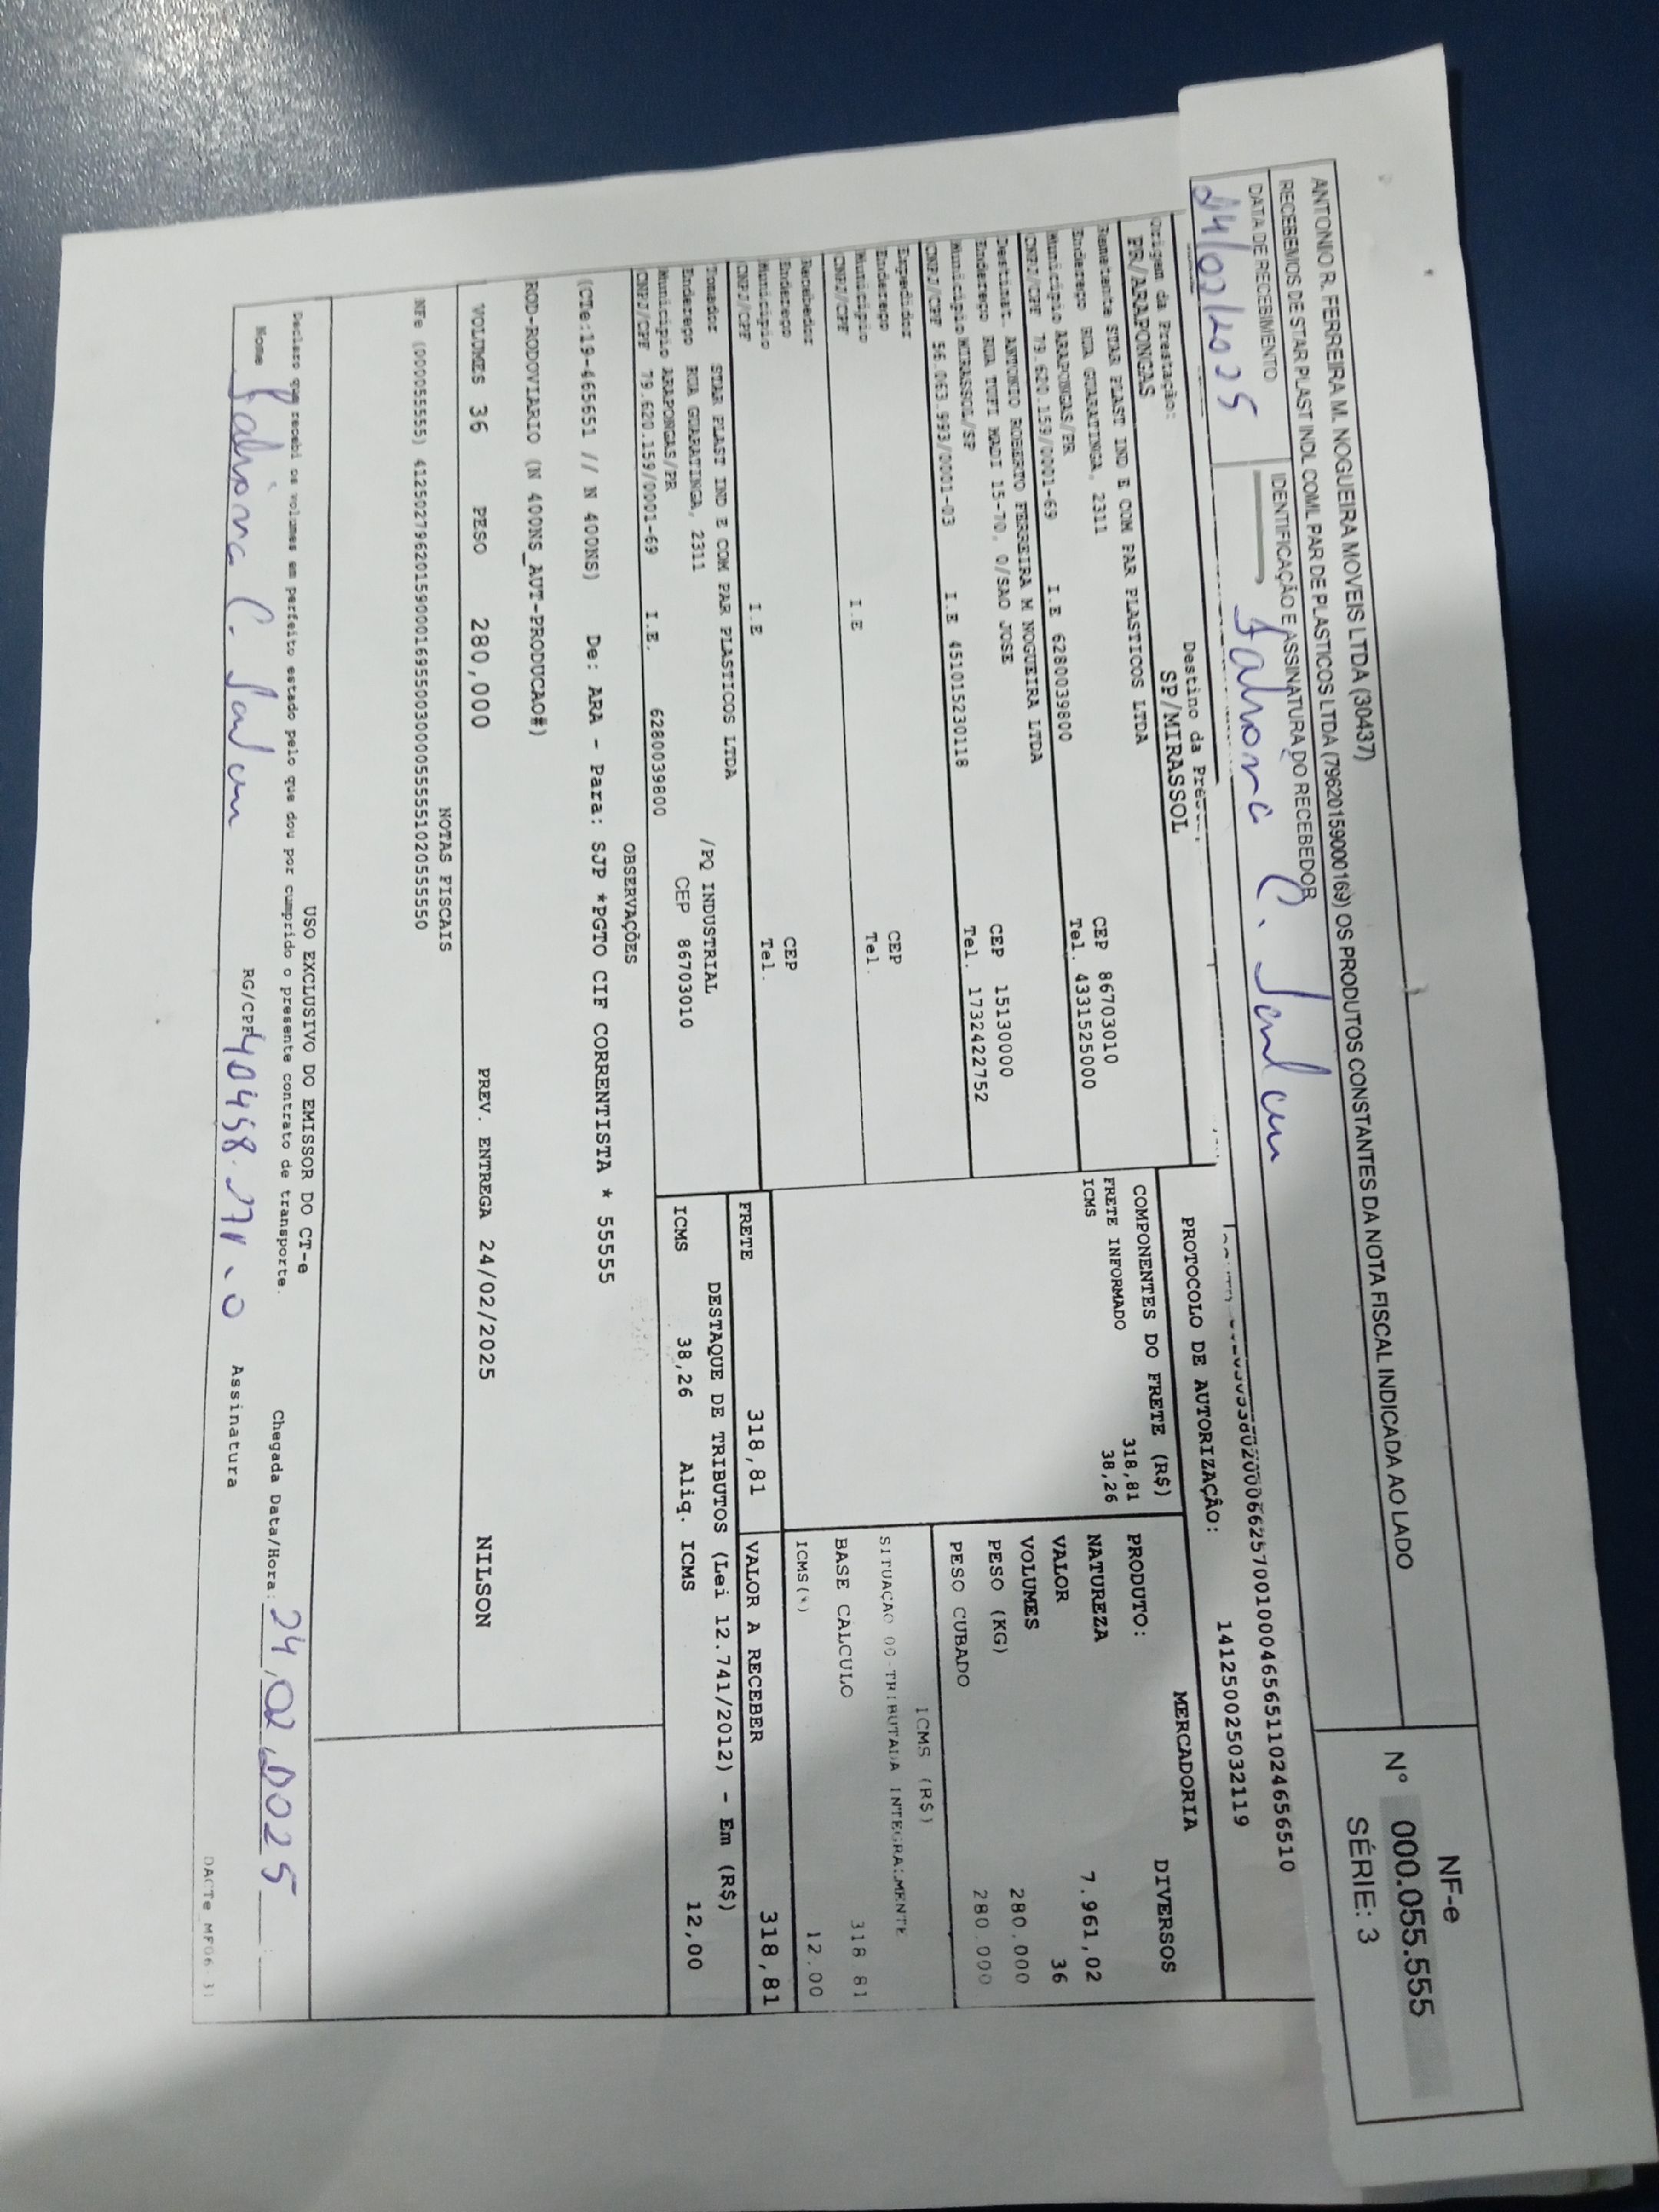 ANTONIO R. FERREIRA M. NOGUEIRA MOVEIS LTDA (30437)
RECEBEMOS DE STAR PLAST INDL COML PAR DE PLASTICOS LTDA (79620159000169) OS PRODUTOS CONSTANTES DA NOTA FISCAL INDICADA AO LADO
DATA DE RECEBIMENTO
IDENTIFICAÇÃO E ASSINATURA DO RECEBEDOR
24/02/2025
NF-e
Nº 000.055.555
SÉRIE: 3
000662570010004656511024656510
PROTOCOLO DE AUTORIZAÇÃO: 141250025032119
Origem da Prestação:
PR/ARAPONGAS
Destino da
SP/MIRASSOL
Remetente STAR PLAST IND E COM PAR PLASTICOS LTDA
Endereço RUA GUARATINGA, 2311
Município ARAPONGAS/PR CEP 86703010
CNPJ/CPF 79.620.159/0001-69 I.E 6280039800 Tel. 4331525000
Destinat. ANTONIO ROBERTO FERREIRA M NOGUEIRA LTDA
Endereço RUA TUFI MADI 15-70, 0/SAO JOSE
Município MIRASSOL/SP CEP 15130000
CNPJ/CPF 56.063.993/0001-03 I.E 451015230118 Tel. 1732422752
Expedidor
Endereço
Município CEP
CNPJ/CPF I.E Tel.
Recebedor
Endereço
Município CEP
CNPJ/CPF I.E Tel.
Tomador STAR PLAST IND E COM PAR PLASTICOS LTDA
Endereço RUA GUARATINGA, 2311 /PQ INDUSTRIAL
Município ARAPONGAS/PR CEP 86703010
CNPJ/CPF 79.620.159/0001-69 I.E. 6280039800
COMPONENTES DO FRETE (R$)
FRETE INFORMADO 318,81
ICMS 38,26
MERCADORIA
PRODUTO: DIVERSOS
NATUREZA
VALOR 7.961,02
VOLUMES 36
PESO (KG) 280.000
PESO CUBADO 280.000
ICMS (R$)
SITUAÇAO 00-TRIBUTADA INTEGRALMENTE
BASE CALCULO 318 81
ICMS(%) 12.00
FRETE 318,81 VALOR A RECEBER 318,81
DESTAQUE DE TRIBUTOS (Lei 12.741/2012) - Em (R$)
ICMS 38,26 Aliq. ICMS 12,00
OBSERVAÇÕES
(CTe:19-465651 // N 400NS) De: ARA - Para: SJP *PGTO CIF CORRENTISTA * 55555
ROD-RODOVIARIO (N 400NS_AUT-PRODUCAO#)
VOLUMES 36 PESO 280,000 PREV. ENTREGA 24/02/2025 NILSON
NOTAS FISCAIS
USO EXCLUSIVO DO EMISSOR DO CT-e
Declaro que recebi os volumes em perfeito estado pelo que dou por cumprido o presente contrato de transporte.
Chegada Data/Hora: 24,02,2025
Nome
RG/CPF
Assinatura
DACTe